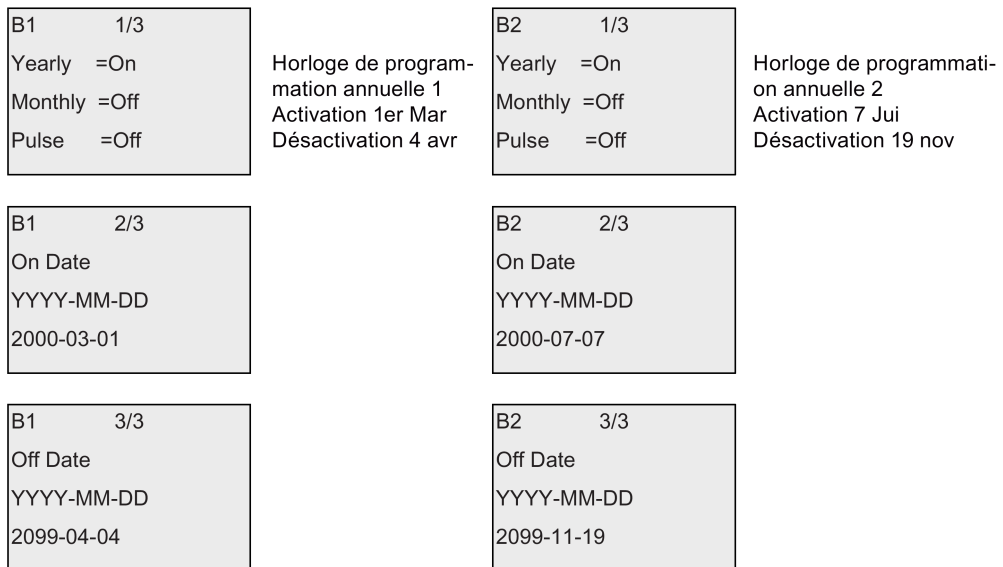 B1 1/3
Yearly =On
Monthly =Off
Pulse =Off
Horloge de program-
mation annuelle 1
Activation 1er Mar
Désactivation 4 avr
B2 1/3
Yearly =On
Monthly =Off
Pulse =Off
Horloge de programmati-
on annuelle 2
Activation 7 Jui
Désactivation 19 nov
B1 2/3
On Date
YYYY-MM-DD
2000-03-01
B2 2/3
On Date
YYYY-MM-DD
2000-07-07
B1 3/3
Off Date
YYYY-MM-DD
2099-04-04
B2 3/3
Off Date
YYYY-MM-DD
2099-11-19